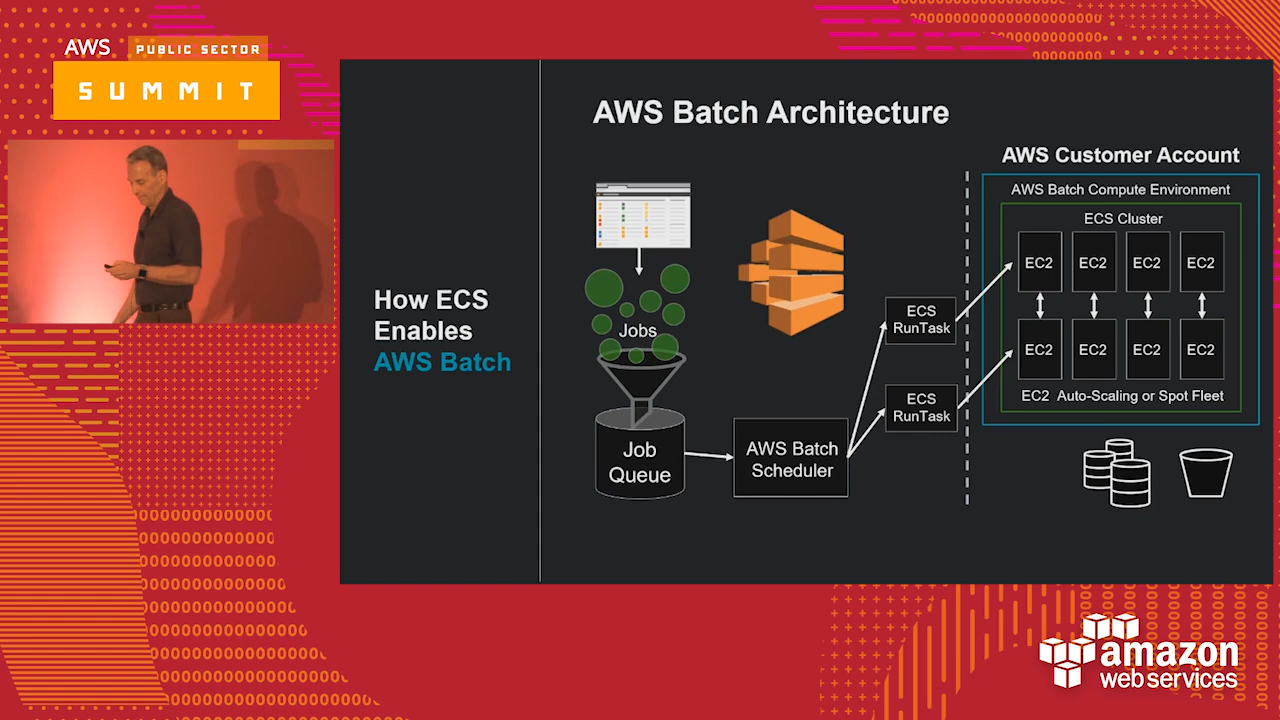 AWS PUBLIC SECTOR
SUMMIT
How ECS
Enables
AWS Batch
AWS Batch Architecture
Jobs
Job
Queue
AWS Batch
Scheduler
ECS
RunTask
ECS
RunTask
AWS Customer Account
AWS Batch Compute Environment
ECS Cluster
EC2 EC2 EC2 EC2
EC2 EC2 EC2 EC2
EC2 Auto-Scaling or Spot Fleet
amazon
web services